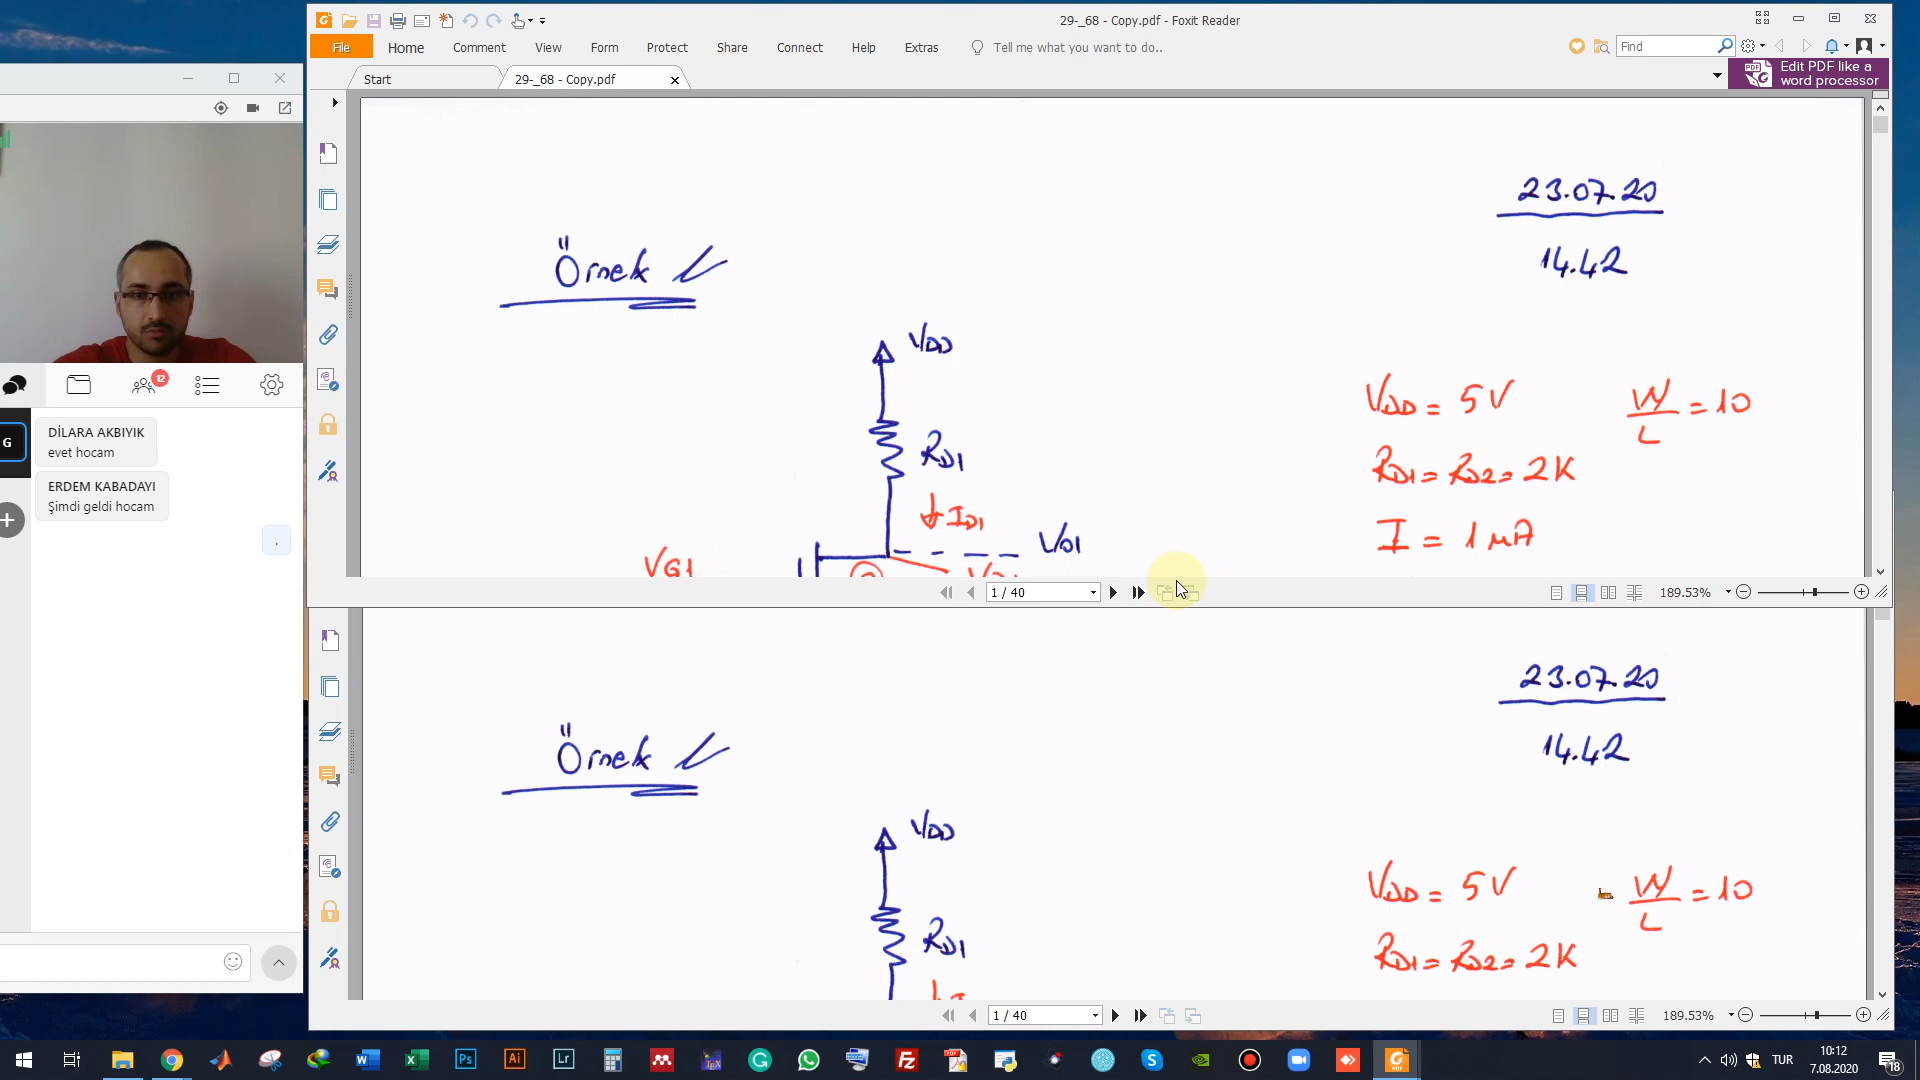 29-_68 - Copy.pdf - Foxit Reader
File Home Comment View Form Protect Share Connect Help Extras Tell me what you want to do.. Find
Start 29-_68 - Copy.pdf
Edit PDF like a
word processor
23.07.20
14.42
Örnek
VDD
RD1
ID1
VO1
VG1
VDD = 5V
W/L = 10
RD1 = RD2 = 2K
I = 1 μA
1 / 40
189.53%
12
G
DİLARA AKBIYIK
evet hocam
ERDEM KABADAYI
Şimdi geldi hocam
.
23.07.20
14.42
Örnek
VDD
RD1
VDD = 5V
W/L = 10
RD1 = RD2 = 2K
1 / 40
189.53%
TUR
10:12
7.08.2020
18